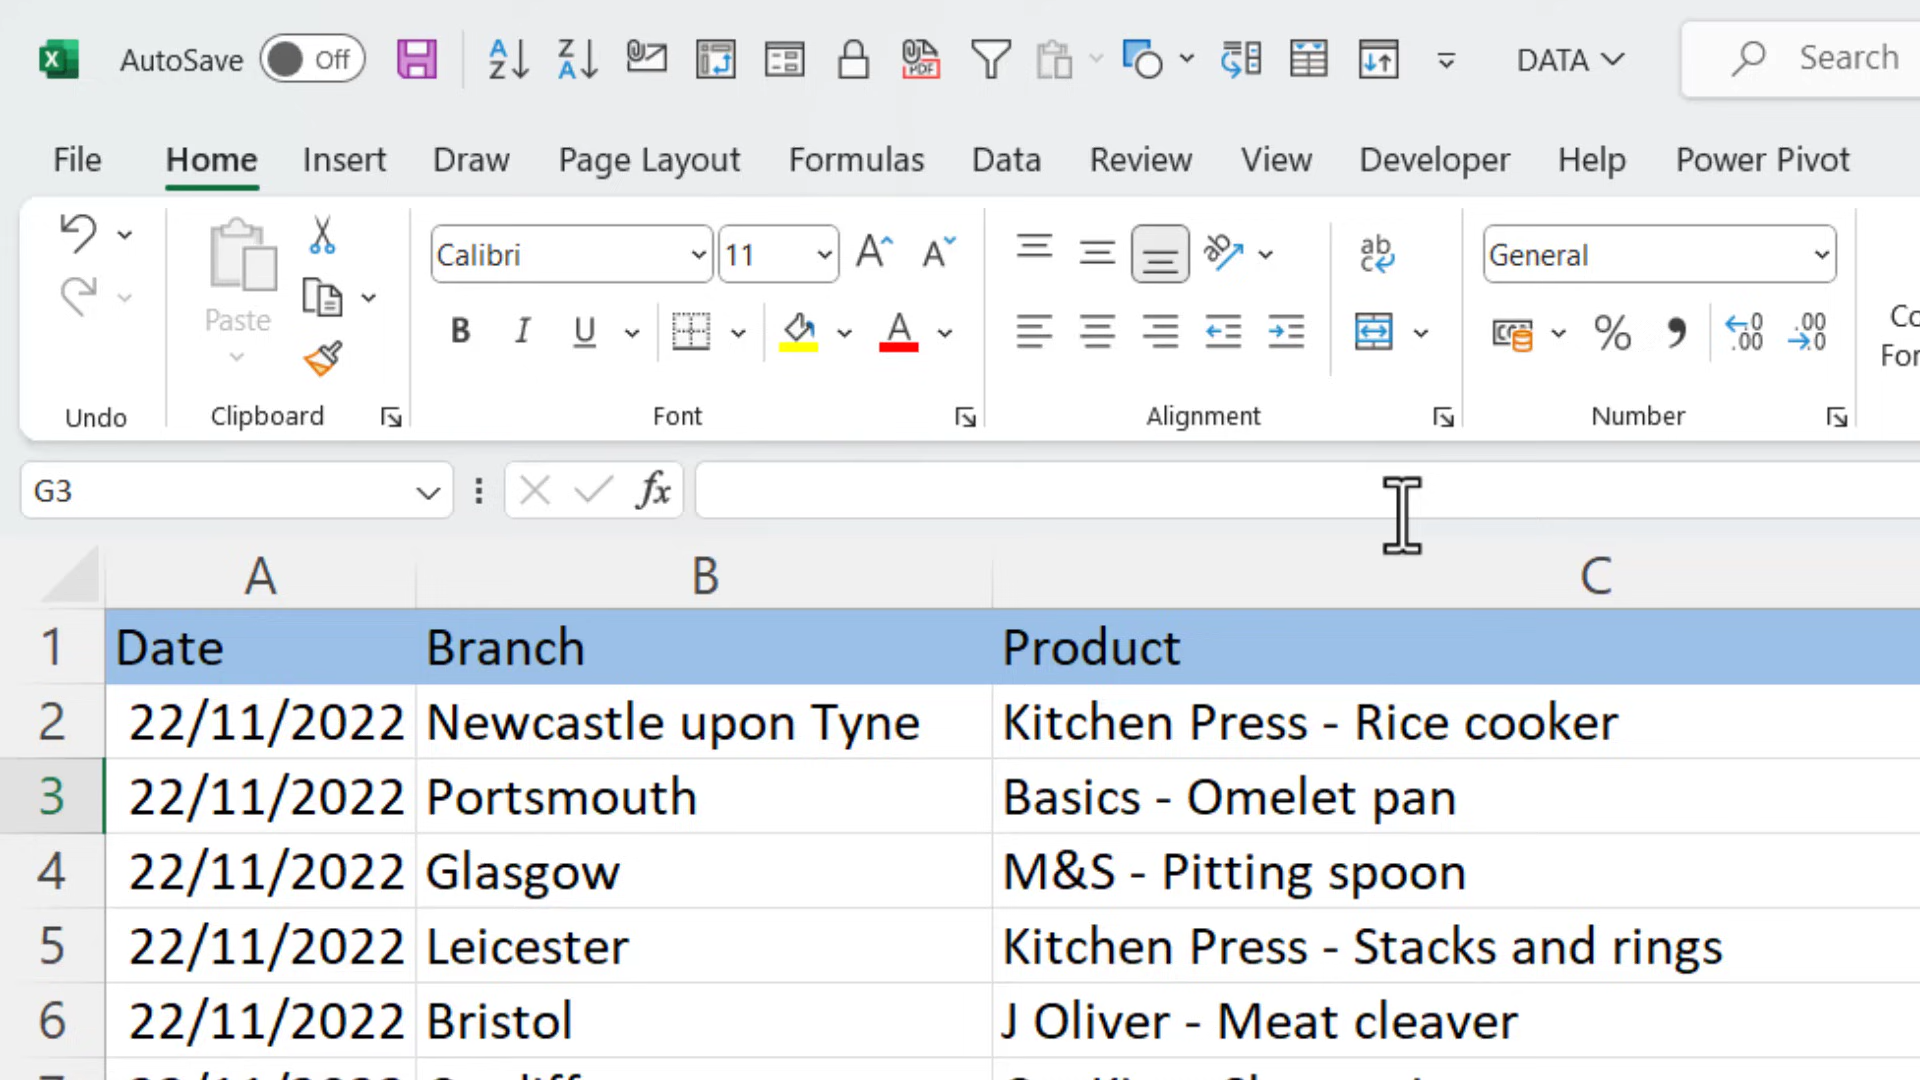 AutoSave Off DATA Search
File Home Insert Draw Page Layout Formulas Data Review View Developer Help Power Pivot
Calibri 11 General
Paste
Undo Clipboard Font Alignment Number
G3 fx
A B C
1 Date Branch Product
2 22/11/2022 Newcastle upon Tyne Kitchen Press - Rice cooker
3 22/11/2022 Portsmouth Basics - Omelet pan
4 22/11/2022 Glasgow M&S - Pitting spoon
5 22/11/2022 Leicester Kitchen Press - Stacks and rings
6 22/11/2022 Bristol J Oliver - Meat cleaver